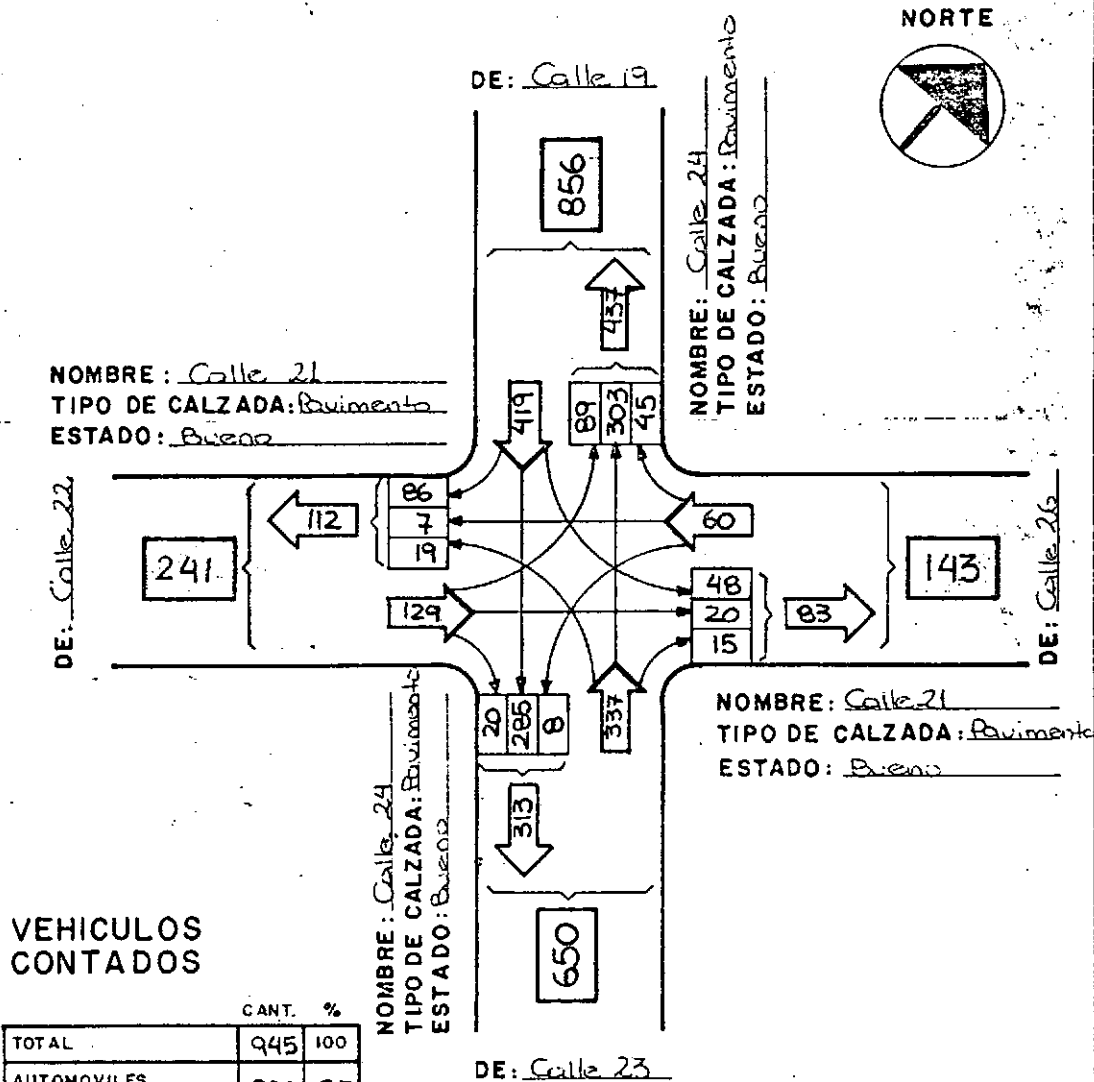 NORTE
DE: Calle 19
856
NOMBRE: Calle 24
TIPO DE CALZADA: Pavimento
ESTADO: Bueno
437
NOMBRE: Calle 21
TIPO DE CALZADA: Pavimento
ESTADO: Bueno
419
89 303 45
DE: Calle 22
86
7
19
112
60
241
143
48
20
15
83
129
DE: Calle 26
20 285 8
337
NOMBRE: Calle 21
TIPO DE CALZADA: Pavimento
ESTADO: Bueno
313
NOMBRE: Calle 24
TIPO DE CALZADA: Pavimento
ESTADO: Bueno
650
VEHICULOS
CONTADOS
CANT. %
TOTAL 945 100
AUTOMOVILES
DE: Calle 23